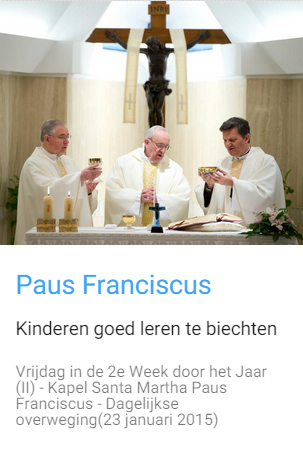 Paus Franciscus
Kinderen goed leren te biechten
Vrijdag in de 2e Week door het Jaar
(II) - Kapel Santa Martha Paus
Franciscus - Dagelijkse
overweging(23 januari 2015)